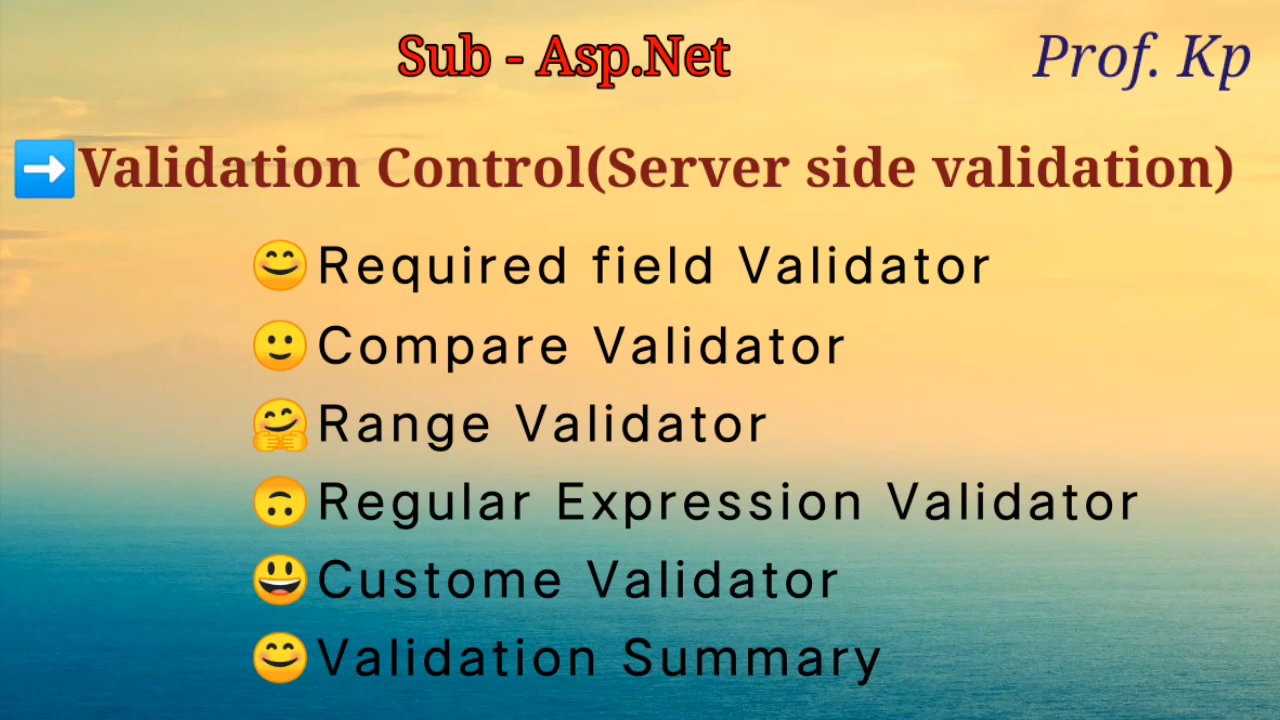 Sub - Asp.Net
Prof. Kp
➡Validation Control(Server side validation)
😊Required field Validator
🙂Compare Validator
🤗Range Validator
🙃Regular Expression Validator
😃Custome Validator
😊Validation Summary